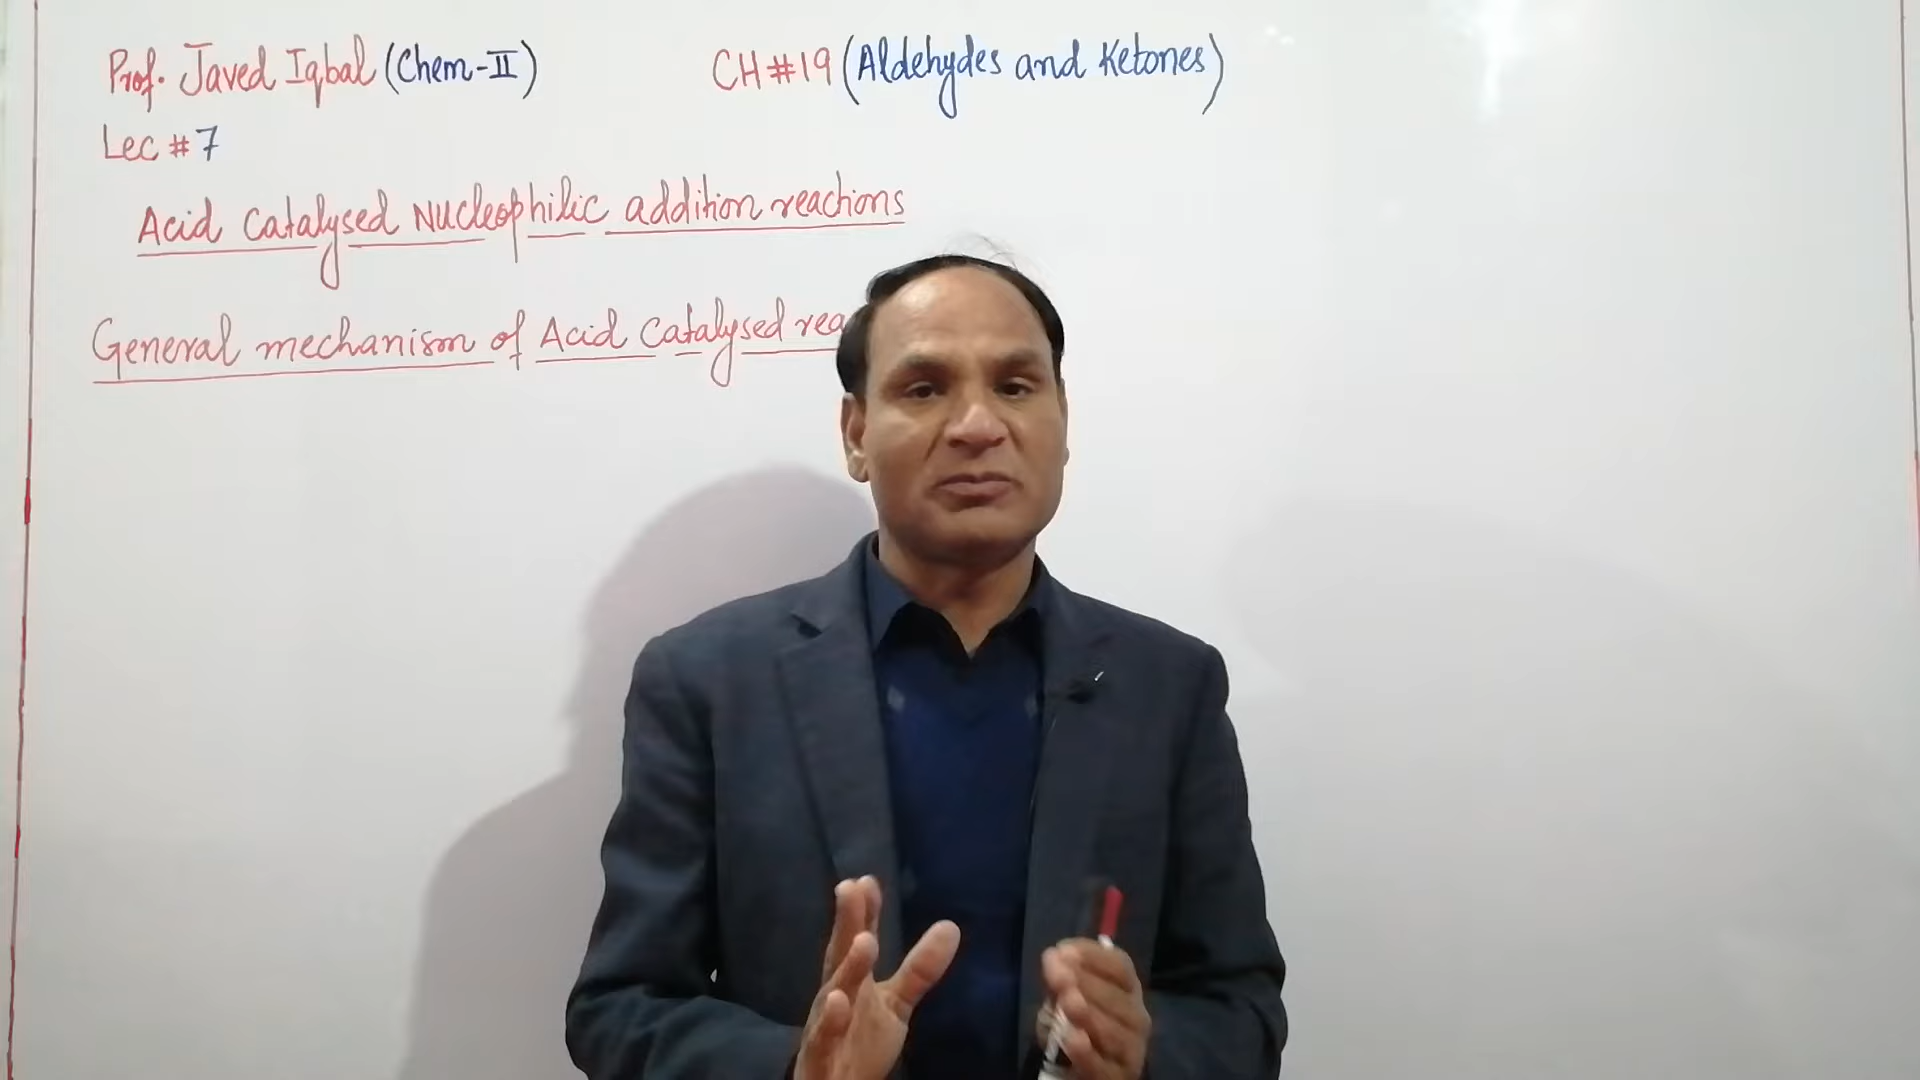 Prof. Javed Iqbal (Chem-II) CH#19 (Aldehydes and Ketones)
Lec #7
Acid Catalysed Nucleophilic addition reactions
General mechanism of Acid Catalysed